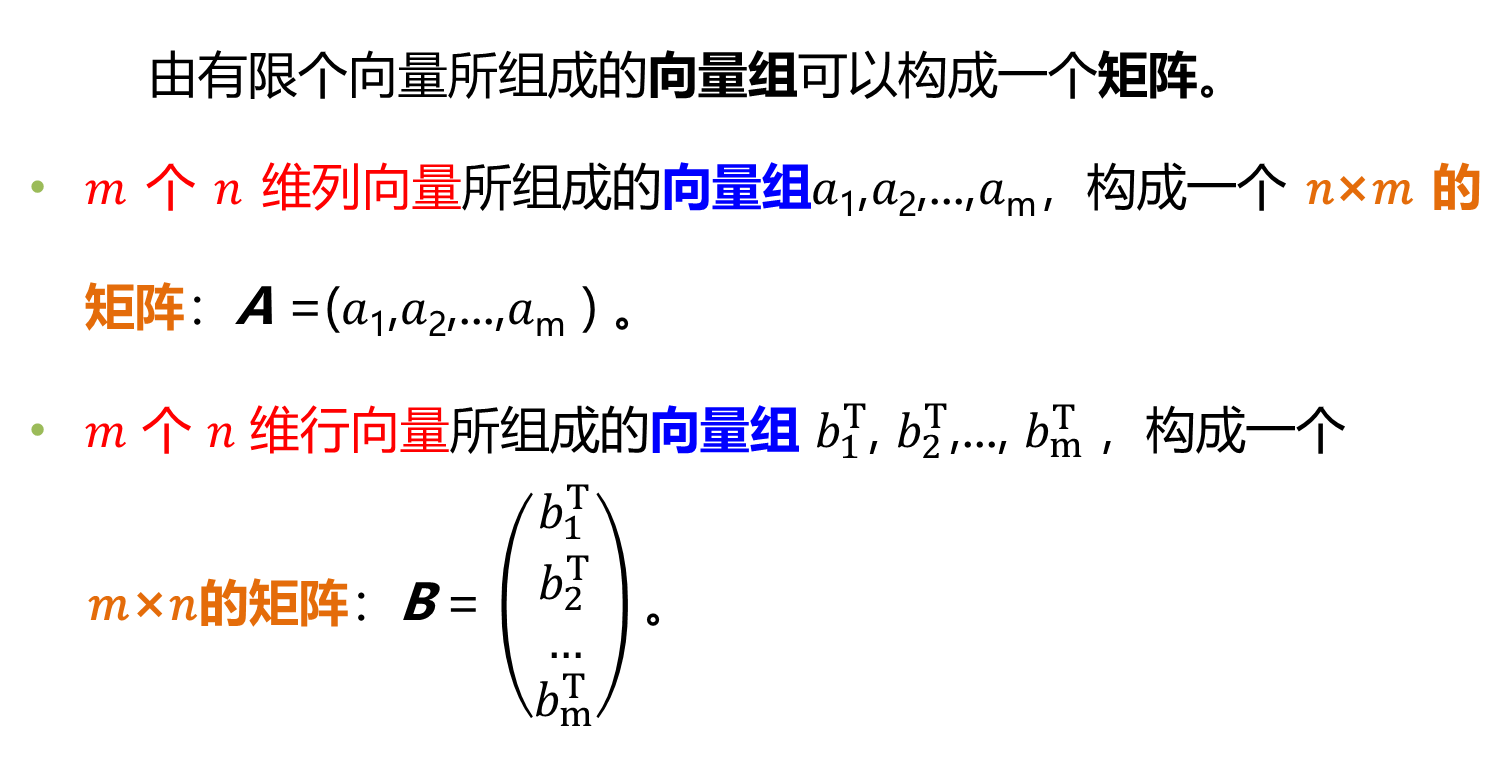 由有限个向量所组成的向量组可以构成一个矩阵。
• m 个 n 维列向量所组成的向量组a₁,a₂,...,aₘ，构成一个 n×m 的
矩阵：A =(a₁,a₂,...,aₘ ) 。
• m 个 n 维行向量所组成的向量组 b₁ᵀ, b₂ᵀ,..., bₘᵀ ，构成一个
b₁ᵀ
b₂ᵀ
m×n的矩阵：B = 。
...
bₘᵀ